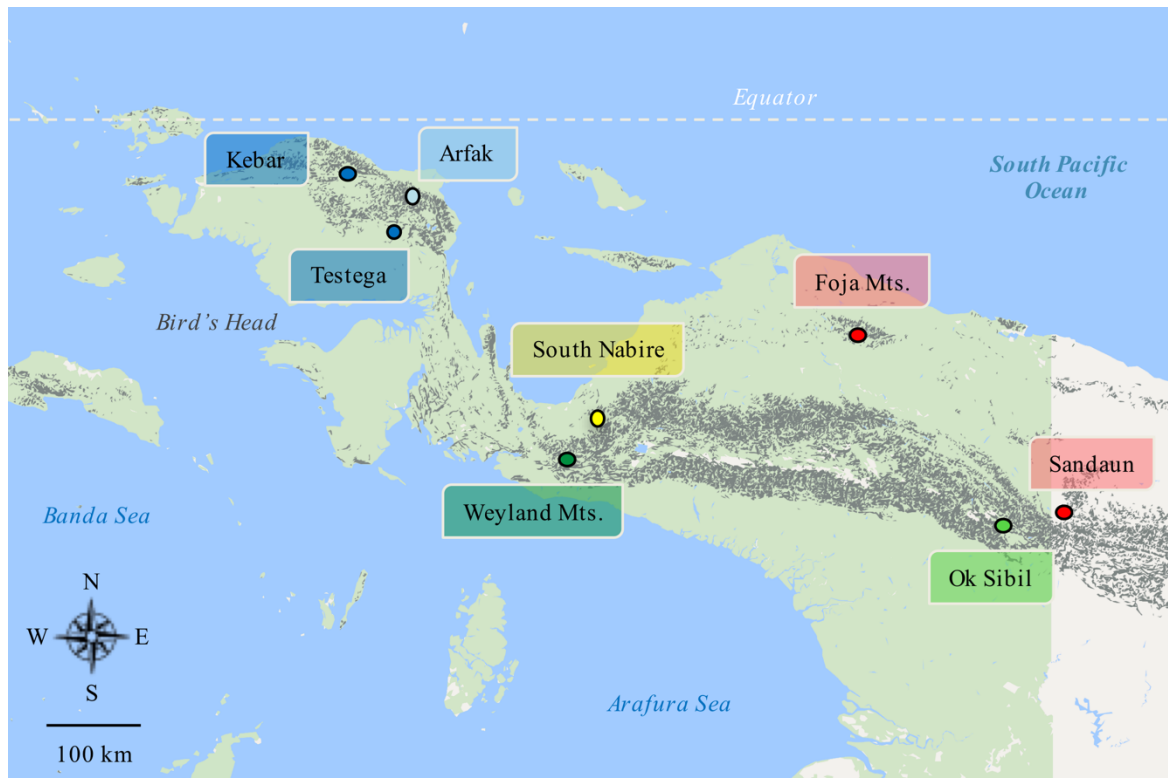 Equator
Kebar
Arfak
South Pacific
Ocean
Testega
Foja Mts.
Bird's Head
South Nabire
Sandaun
Weyland Mts.
Banda Sea
Ok Sibil
N
W
E
S
Arafura Sea
100 km